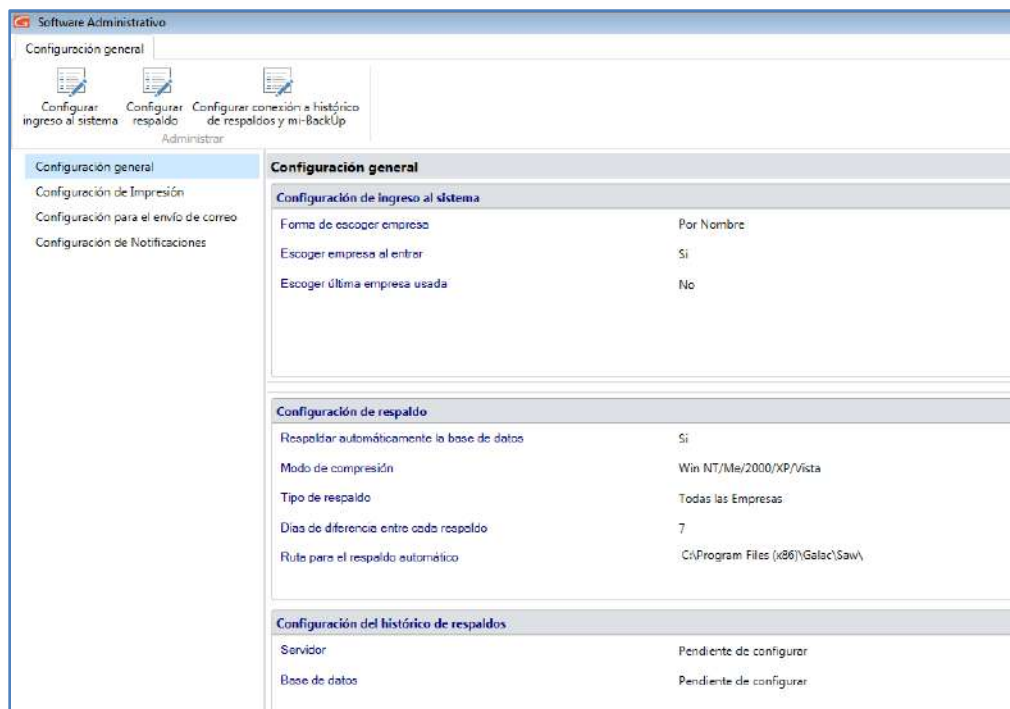 Software Administrativo
Configuración general
Configurar ingreso al sistema
Configurar respaldo
Configurar conexión a histórico de respaldos y mi-BackUp
Administrar
Configuración general
Configuración de Impresión
Configuración para el envío de correo
Configuración de Notificaciones
Configuración general
Configuración de ingreso al sistema
Forma de escoger empresa Por Nombre
Escoger empresa al entrar Si
Escoger última empresa usada No
Configuración de respaldo
Respaldar automáticamente la base de datos Si
Modo de compresión Win NT/Me/2000/XP/Vista
Tipo de respaldo Todas las Empresas
Días de diferencia entre cada respaldo 7
Ruta para el respaldo automático C:\Program Files (x86)\Galac\Saw\
Configuración del histórico de respaldos
Servidor Pendiente de configurar
Base de datos Pendiente de configurar